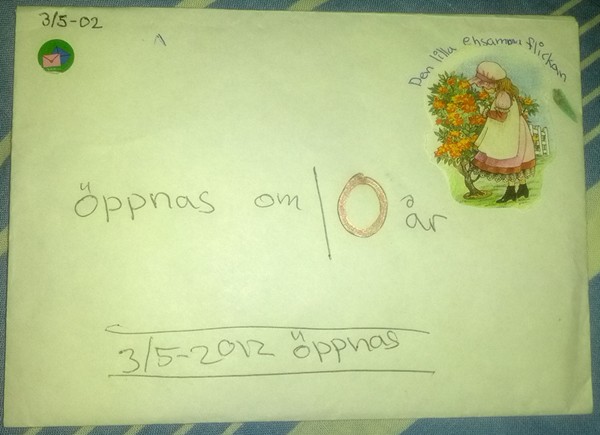 3/5-02
Den lilla ensamma flickan
öppnas om 10 år
3/5-2012 öppnas